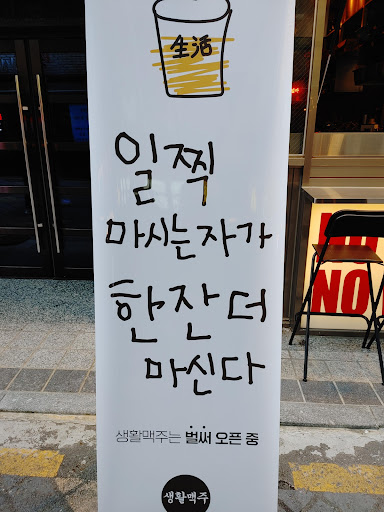 生活
일찍
마시는 자가
한잔 더
마신다
생활맥주는 벌써 오픈 중
생활맥주
NO